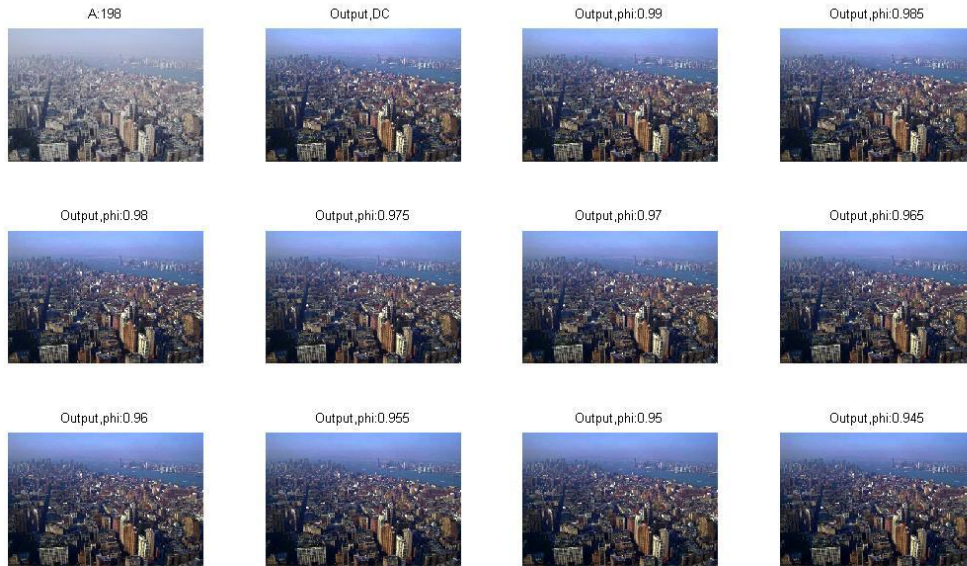 A:198
Output,DC
Output,phi:0.99
Output,phi:0.985
Output,phi:0.98
Output,phi:0.975
Output,phi:0.97
Output,phi:0.965
Output,phi:0.96
Output,phi:0.955
Output,phi:0.95
Output,phi:0.945